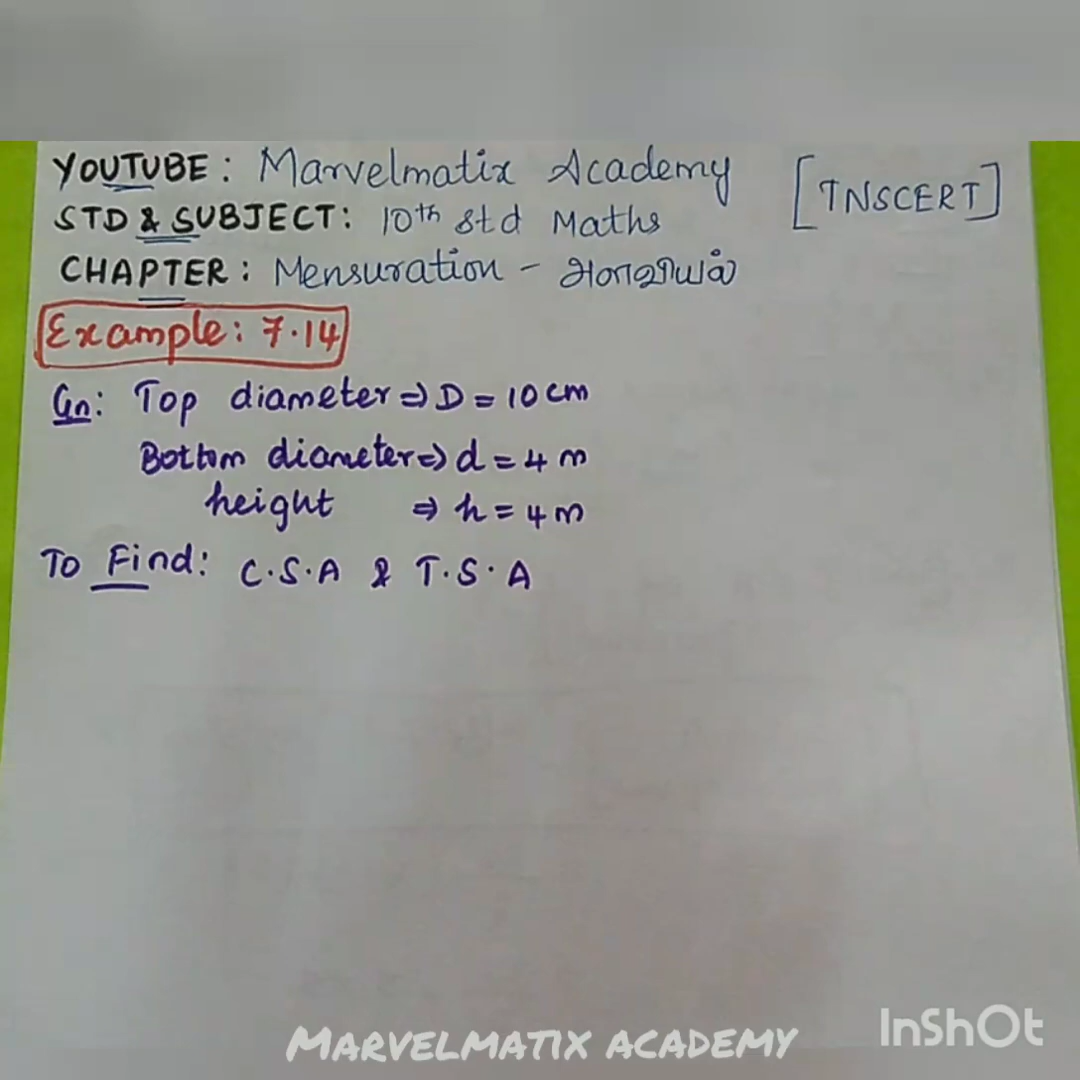 YOUTUBE: Marvelmatix Academy [TNSCERT]
STD & SUBJECT: 10th std Maths
CHAPTER: Mensuration - அளவியல்
Example: 7.14
Gn: Top diameter ⇒ D = 10 cm
Bottom diameter ⇒ d = 4 m
height ⇒ h = 4 m
To Find: C.S.A & T.S.A
MARVELMATIX ACADEMY
InShOt